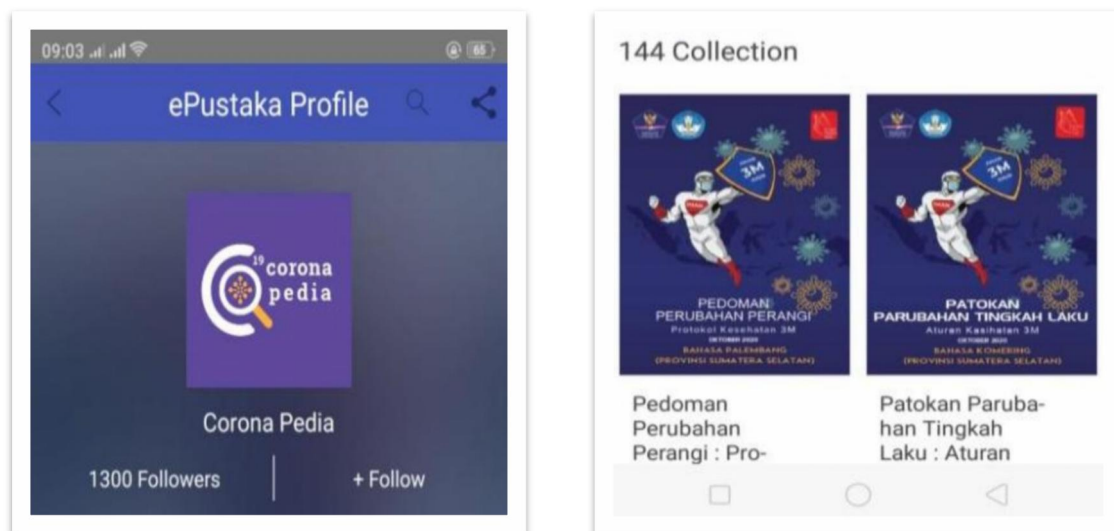 09:03
65
ePustaka Profile
19 corona
pedia
Corona Pedia
1300 Followers
+ Follow
144 Collection
3M
PEDOMAN
PERUBAHAN PERANGI
Protokol Kesehatan 3M
OKTOBER 2020
BAHASA PALEMBANG
(PROVINSI SUMATERA SELATAN)
Pedoman
Perubahan
Perangi : Pro-
3M
PATOKAN
PARUBAHAN TINGKAH LAKU
Aturan Kasihatan 3M
OKTOBER 2020
BAHASA KOMERING
(PROVINSI SUMATERA SELATAN)
Patokan Paruba-
han Tingkah
Laku : Aturan